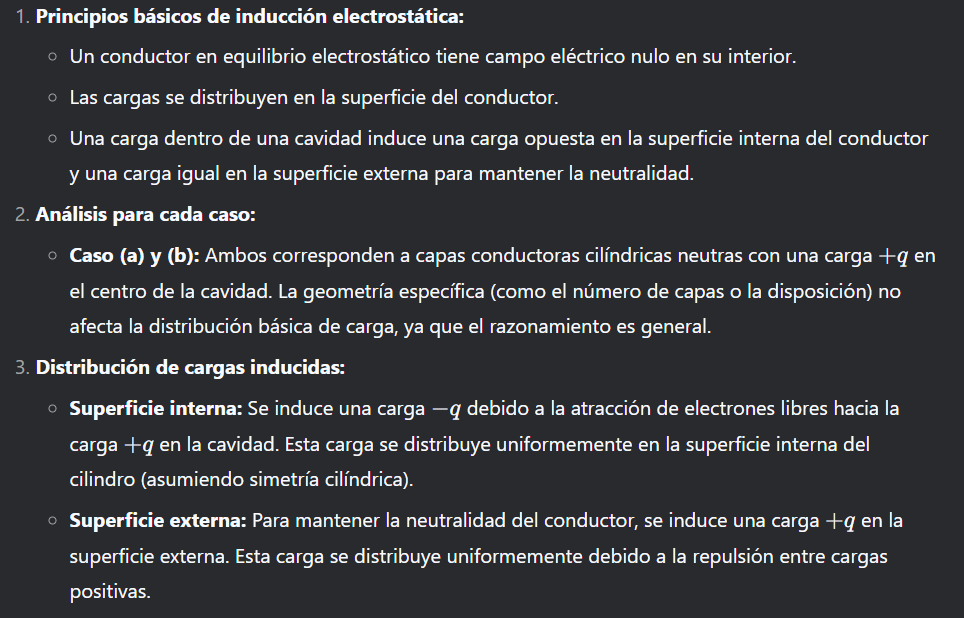 1. Principios básicos de inducción electrostática:
○ Un conductor en equilibrio electrostático tiene campo eléctrico nulo en su interior.
○ Las cargas se distribuyen en la superficie del conductor.
○ Una carga dentro de una cavidad induce una carga opuesta en la superficie interna del conductor
y una carga igual en la superficie externa para mantener la neutralidad.
2. Análisis para cada caso:
○ Caso (a) y (b): Ambos corresponden a capas conductoras cilíndricas neutras con una carga +q en
el centro de la cavidad. La geometría específica (como el número de capas o la disposición) no
afecta la distribución básica de carga, ya que el razonamiento es general.
3. Distribución de cargas inducidas:
○ Superficie interna: Se induce una carga −q debido a la atracción de electrones libres hacia la
carga +q en la cavidad. Esta carga se distribuye uniformemente en la superficie interna del
cilindro (asumiendo simetría cilíndrica).
○ Superficie externa: Para mantener la neutralidad del conductor, se induce una carga +q en la
superficie externa. Esta carga se distribuye uniformemente debido a la repulsión entre cargas
positivas.